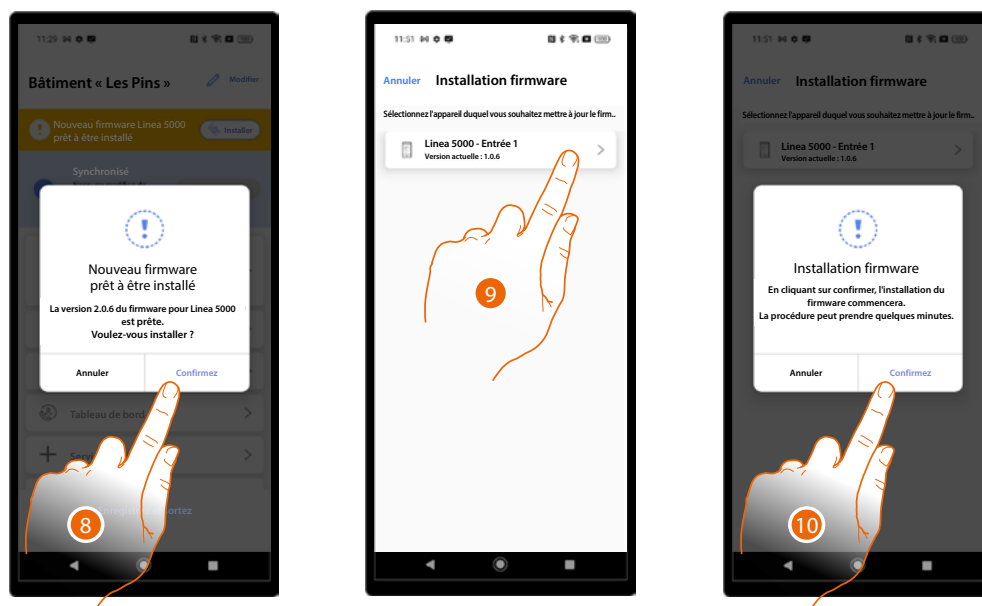 11:29
Bâtiment « Les Pins »
Modifier
Nouveau firmware Linea 5000
prêt à être installé
Installer
Synchronisé
Nouveau firmware
prêt à être installé
La version 2.0.6 du firmware pour Linea 5000
est prête.
Voulez-vous installer ?
Annuler
Confirmez
Tableau de bord
Servi
ortez
8
11:51
Annuler
Installation firmware
Sélectionnez l'appareil duquel vous souhaitez mettre à jour le firm..
Linea 5000 - Entrée 1
Version actuelle : 1.0.6
9
11:51
Annuler
Installation firmware
Sélectionnez l'appareil duquel vous souhaitez mettre à jour le firm..
Linea 5000 - Entrée 1
Version actuelle : 1.0.6
Installation firmware
En cliquant sur confirmer, l'installation du
firmware commencera.
La procédure peut prendre quelques minutes.
Annuler
Confirmez
10